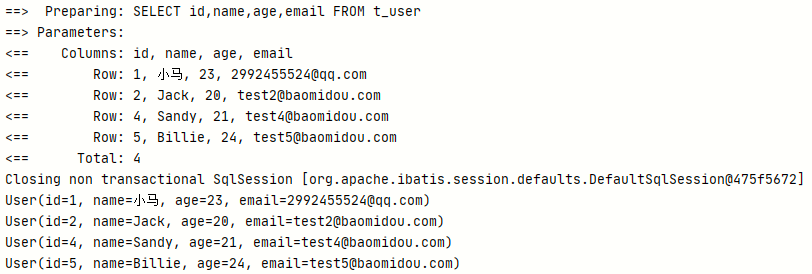 ==>  Preparing: SELECT id,name,age,email FROM t_user
==> Parameters:
<==    Columns: id, name, age, email
<==        Row: 1, 小马, 23, 2992455524@qq.com
<==        Row: 2, Jack, 20, test2@baomidou.com
<==        Row: 4, Sandy, 21, test4@baomidou.com
<==        Row: 5, Billie, 24, test5@baomidou.com
<==      Total: 4
Closing non transactional SqlSession [org.apache.ibatis.session.defaults.DefaultSqlSession@475f5672]
User(id=1, name=小马, age=23, email=2992455524@qq.com)
User(id=2, name=Jack, age=20, email=test2@baomidou.com)
User(id=4, name=Sandy, age=21, email=test4@baomidou.com)
User(id=5, name=Billie, age=24, email=test5@baomidou.com)